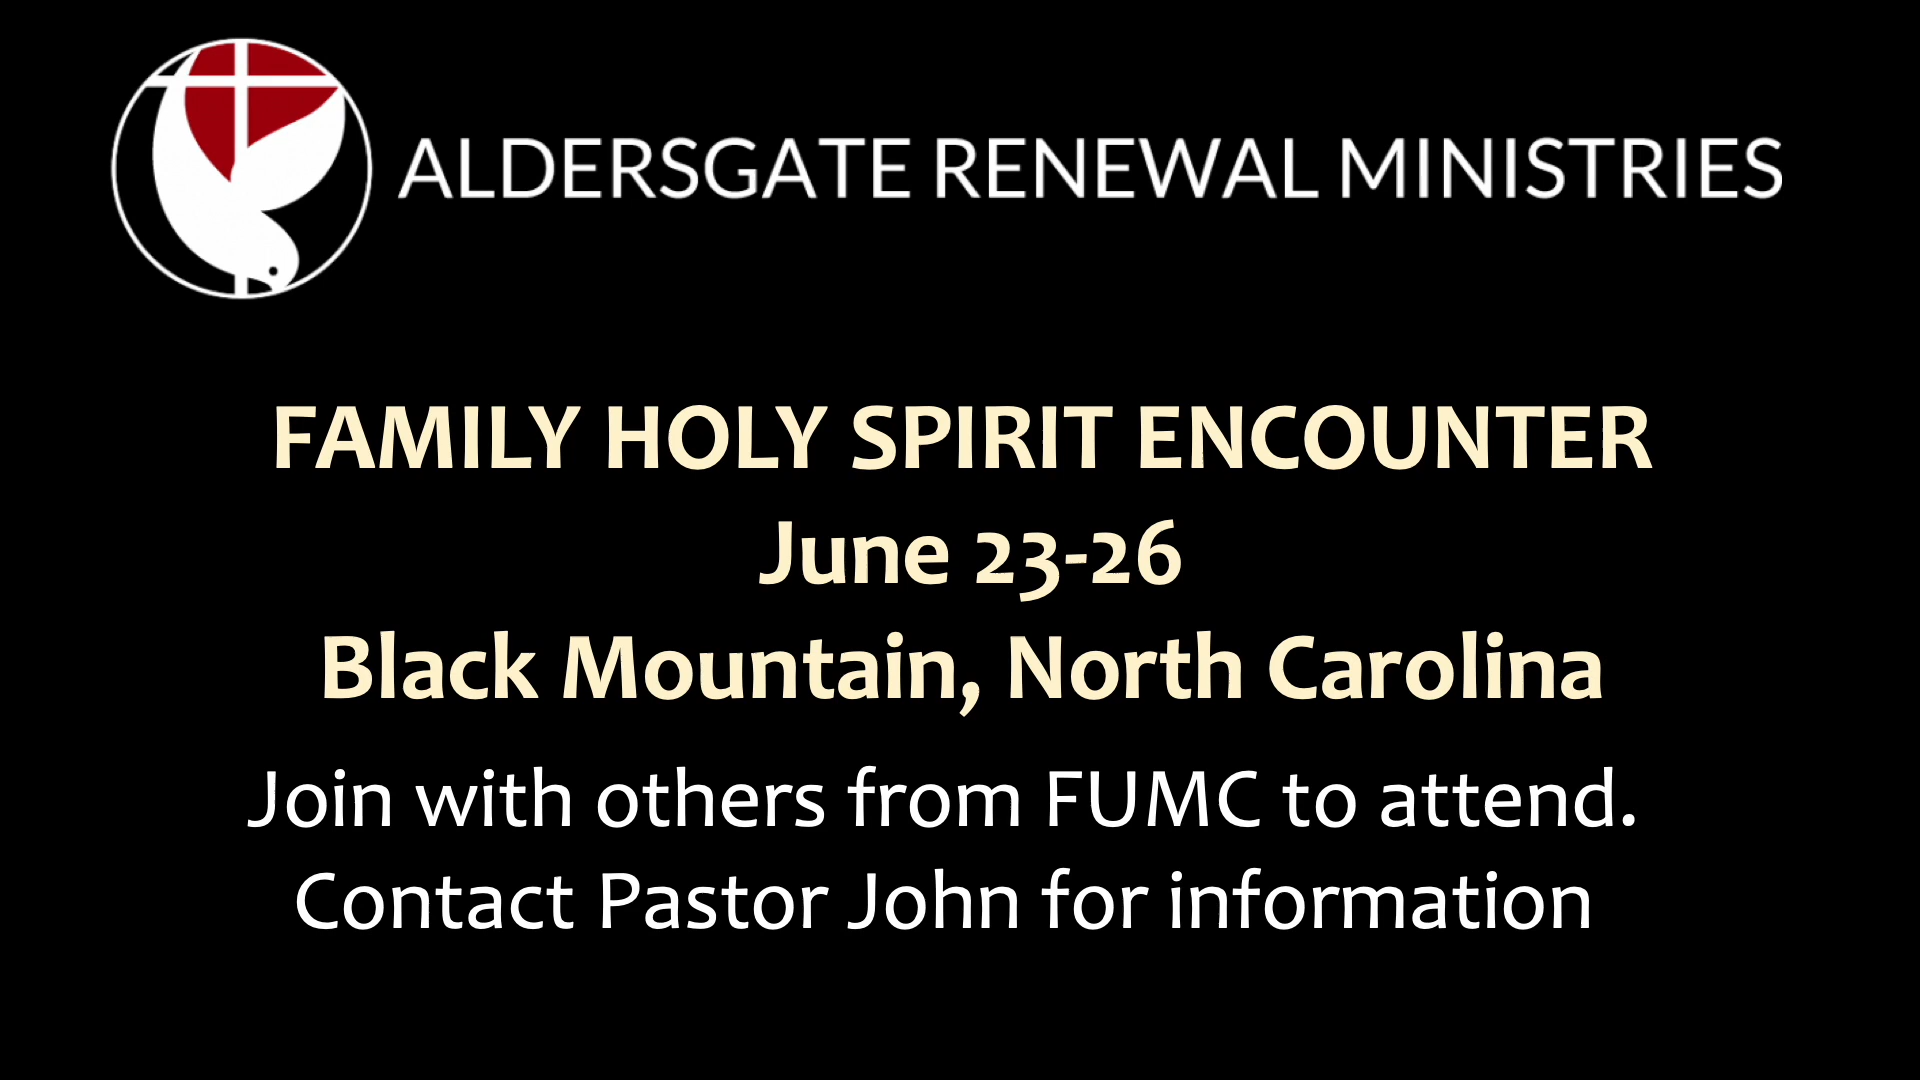 ALDERSGATE RENEWAL MINISTRIES
FAMILY HOLY SPIRIT ENCOUNTER
June 23-26
Black Mountain, North Carolina
Join with others from FUMC to attend.
Contact Pastor John for information